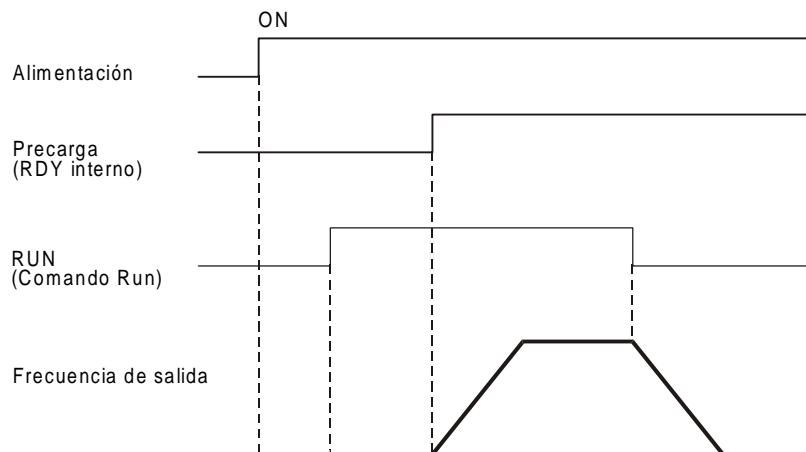 ON
Alimentación
Precarga
(RDY interno)
RUN
(Comando Run)
Frecuencia de salida